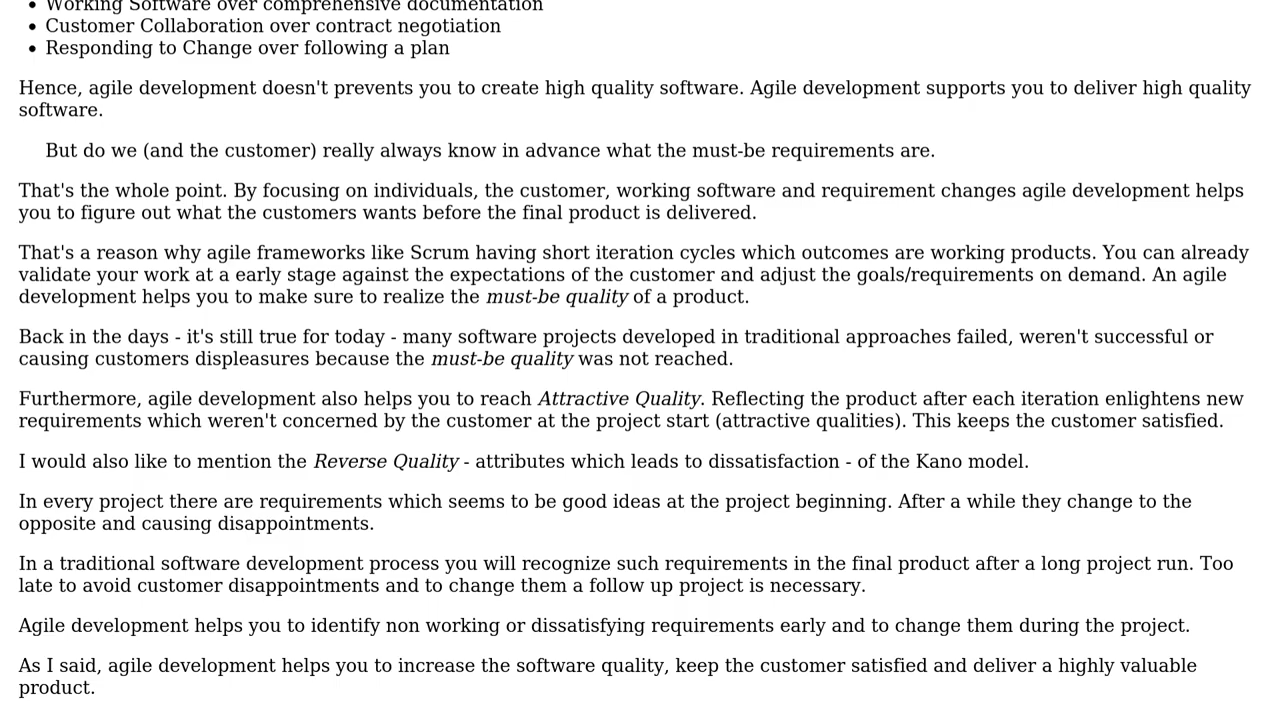 • Working Software over comprehensive documentation
• Customer Collaboration over contract negotiation
• Responding to Change over following a plan
Hence, agile development doesn't prevents you to create high quality software. Agile development supports you to deliver high quality
software.
But do we (and the customer) really always know in advance what the must-be requirements are.
That's the whole point. By focusing on individuals, the customer, working software and requirement changes agile development helps
you to figure out what the customers wants before the final product is delivered.
That's a reason why agile frameworks like Scrum having short iteration cycles which outcomes are working products. You can already
validate your work at a early stage against the expectations of the customer and adjust the goals/requirements on demand. An agile
development helps you to make sure to realize the must-be quality of a product.
Back in the days - it's still true for today - many software projects developed in traditional approaches failed, weren't successful or
causing customers displeasures because the must-be quality was not reached.
Furthermore, agile development also helps you to reach Attractive Quality. Reflecting the product after each iteration enlightens new
requirements which weren't concerned by the customer at the project start (attractive qualities). This keeps the customer satisfied.
I would also like to mention the Reverse Quality - attributes which leads to dissatisfaction - of the Kano model.
In every project there are requirements which seems to be good ideas at the project beginning. After a while they change to the
opposite and causing disappointments.
In a traditional software development process you will recognize such requirements in the final product after a long project run. Too
late to avoid customer disappointments and to change them a follow up project is necessary.
Agile development helps you to identify non working or dissatisfying requirements early and to change them during the project.
As I said, agile development helps you to increase the software quality, keep the customer satisfied and deliver a highly valuable
product.